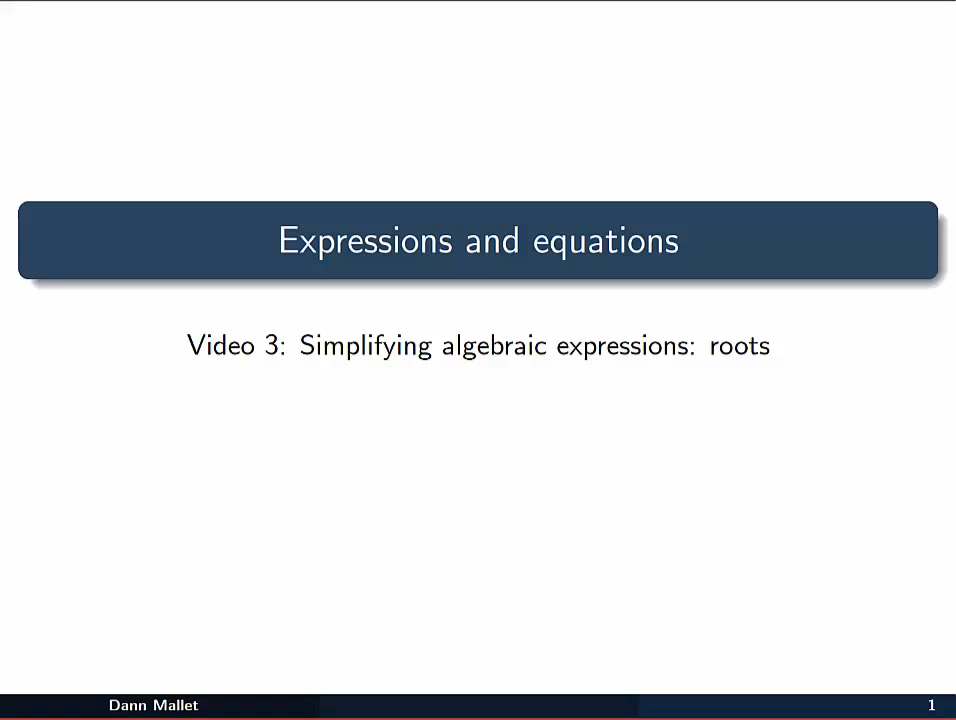 Expressions and equations
Video 3: Simplifying algebraic expressions: roots
Dann Mallet
1